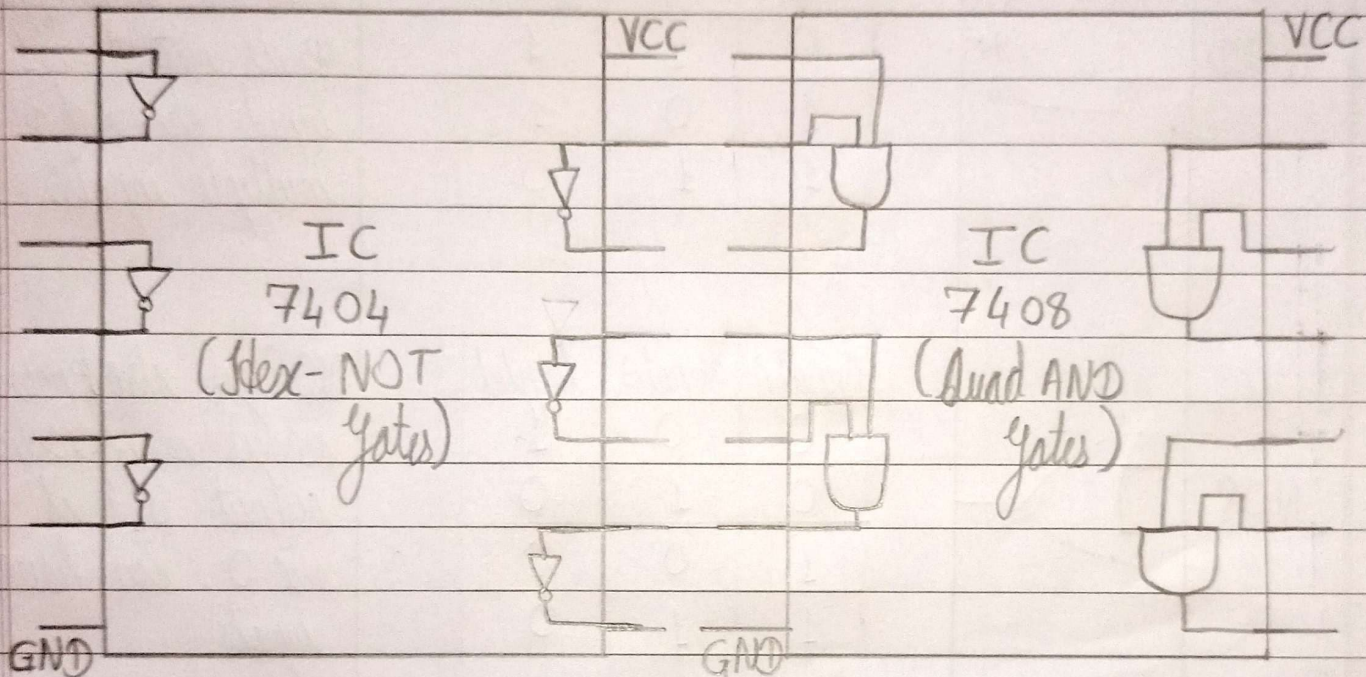 VCC
IC
7404
(Hex-NOT
gates)
GND
VCC
IC
7408
(Quad AND
gates)
GND